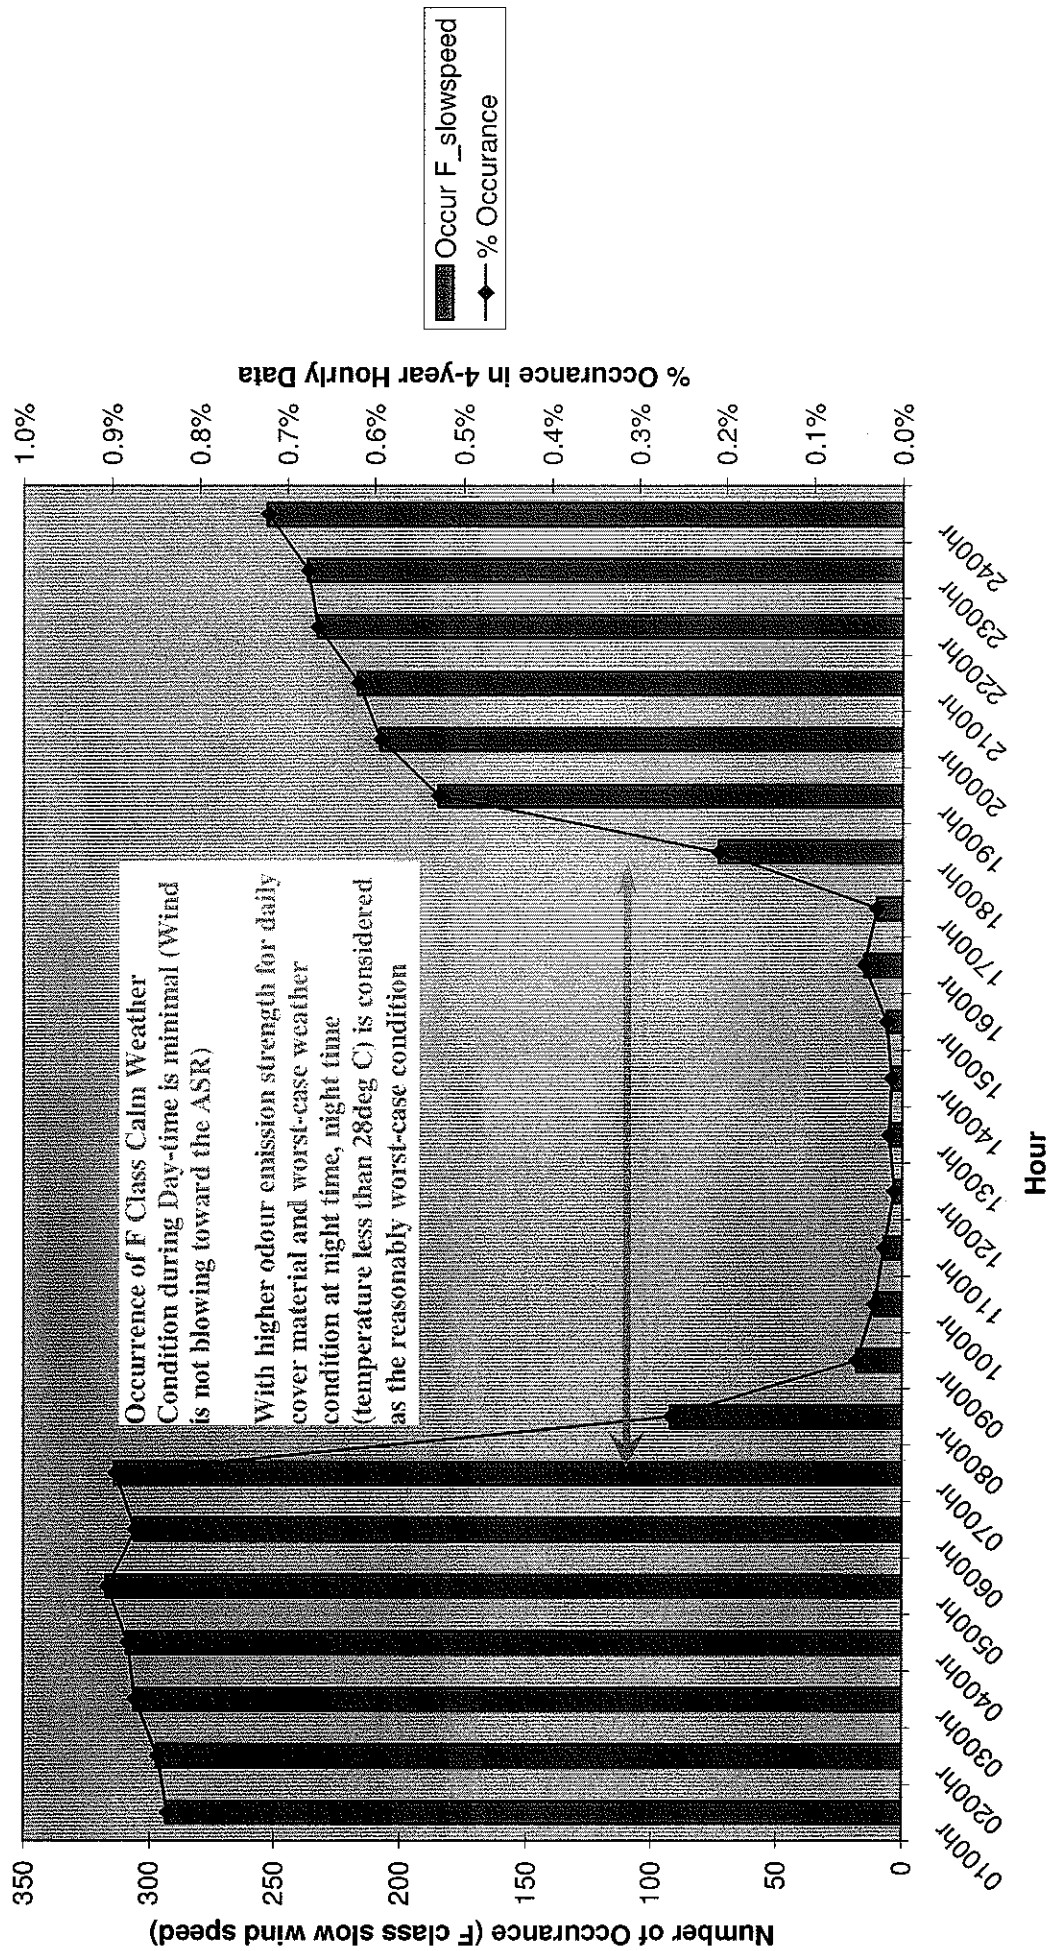 Number of Occurance (F class slow wind speed)
350
300
250
200
150
100
50
0
Occurrence of F Class Calm Weather
Condition during Day-time is minimal (Wind
is not blowing toward the ASR)
With higher odour emission strength for daily
cover material and worst-case weather
condition at night time, night time
(temperature less than 28deg C) is considered
as the reasonably worst-case condition
1.0%
0.9%
0.8%
0.7%
0.6%
0.5%
0.4%
0.3%
0.2%
0.1%
0.0%
% Occurance in 4-year Hourly Data
Occur F_slowspeed
% Occurance
0100hr
0200hr
0300hr
0400hr
0500hr
0600hr
0700hr
0800hr
0900hr
1000hr
1100hr
1200hr
1300hr
1400hr
1500hr
1600hr
1700hr
1800hr
1900hr
2000hr
2100hr
2200hr
2300hr
2400hr
Hour